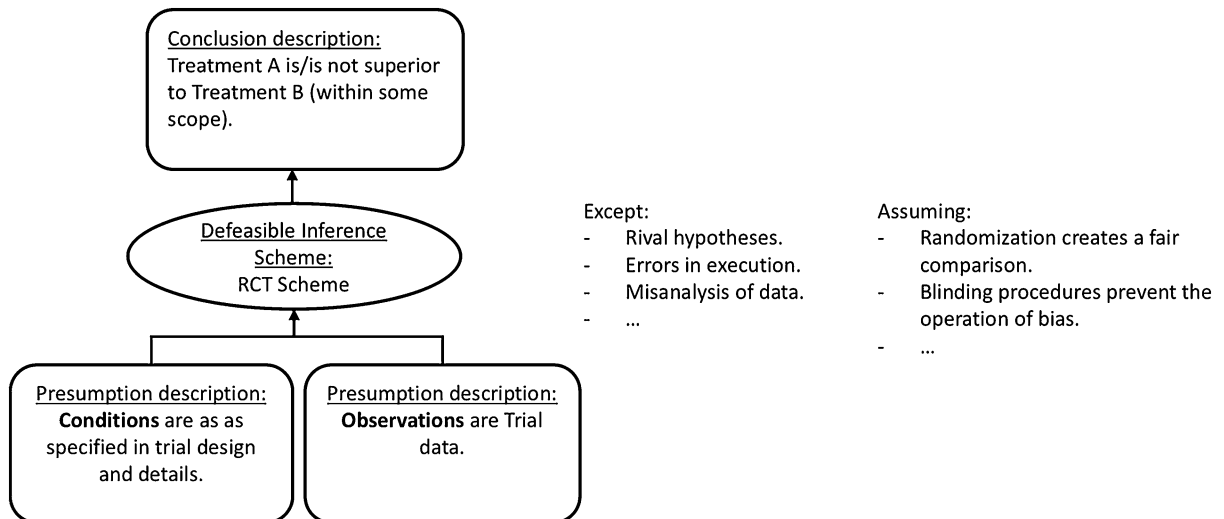 Conclusion description:
Treatment A is/is not superior
to Treatment B (within some
scope).
Defeasible Inference
Scheme:
RCT Scheme
Except:
- Rival hypotheses.
- Errors in execution.
- Misanalysis of data.
- ...
Assuming:
- Randomization creates a fair
comparison.
- Blinding procedures prevent the
operation of bias.
- ...
Presumption description:
Conditions are as as
specified in trial design
and details.
Presumption description:
Observations are Trial
data.